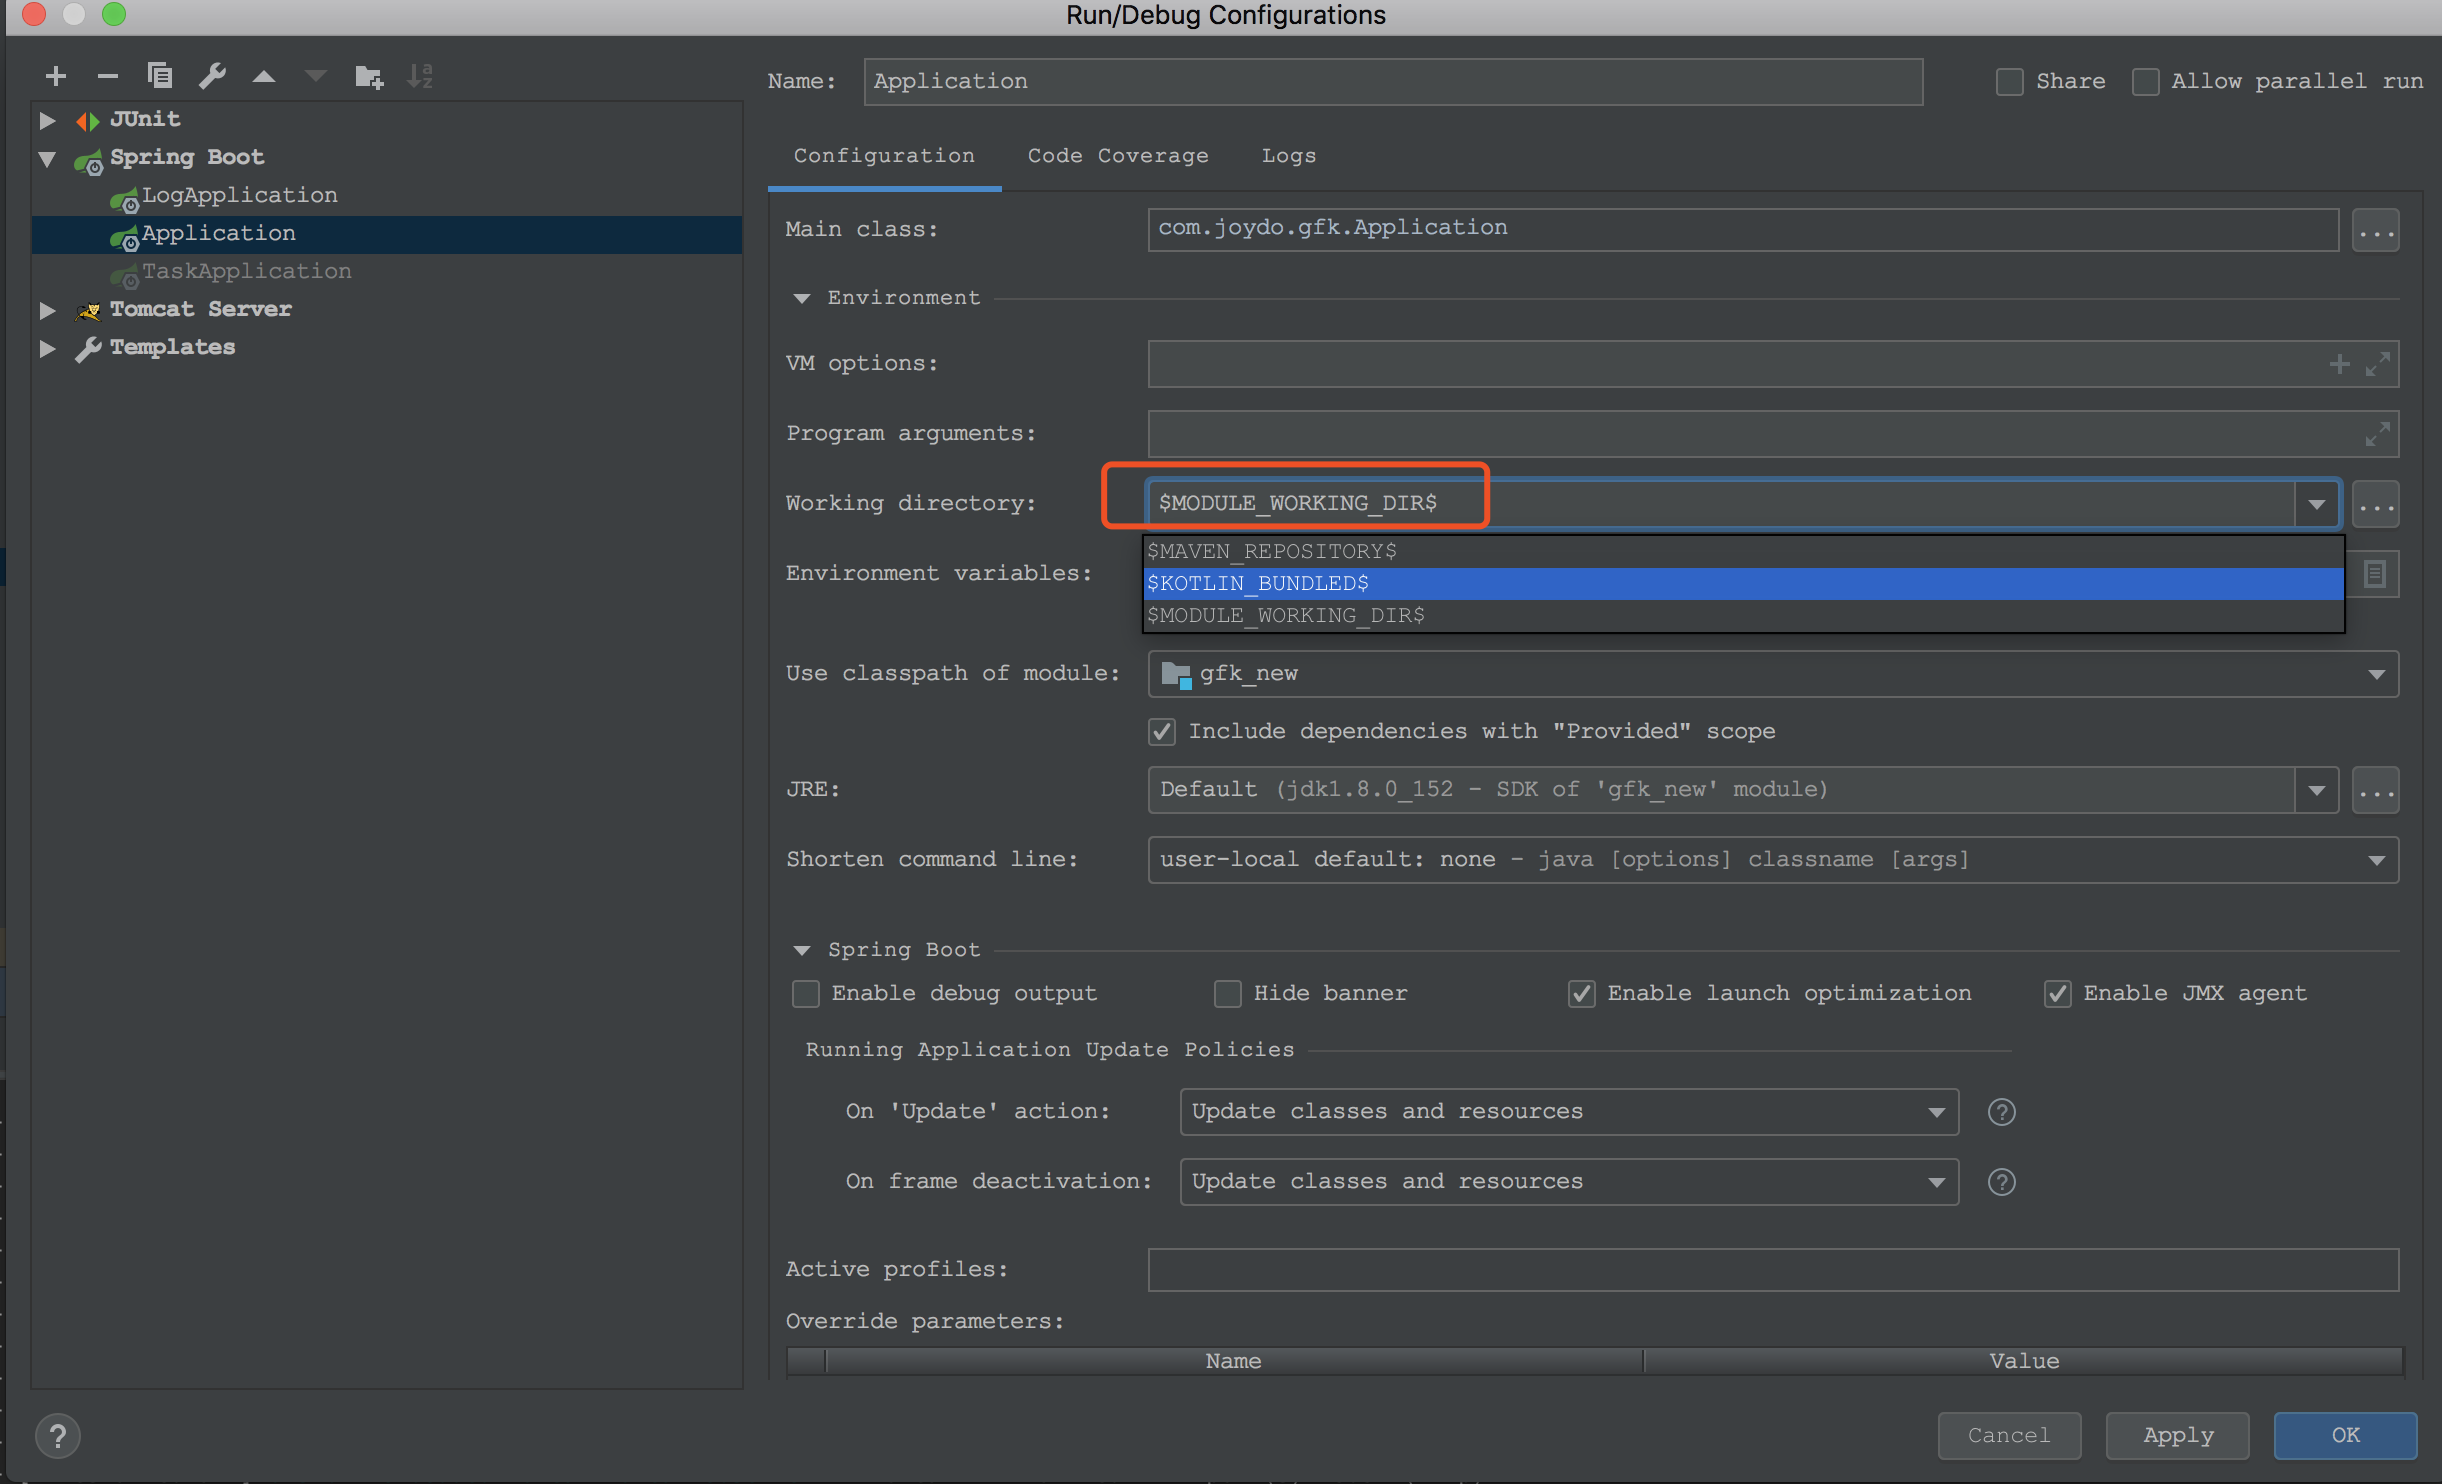 Run/Debug Configurations
Name: Application Share Allow parallel run
JUnit
Spring Boot
LogApplication
Application
TaskApplication
Tomcat Server
Templates
Configuration Code Coverage Logs
Main class: com.joydo.gfk.Application ...
Environment
VM options:
Program arguments:
Working directory: $MODULE_WORKING_DIR$ ...
$MAVEN_REPOSITORY$
Environment variables: $KOTLIN_BUNDLED$
$MODULE_WORKING_DIR$
Use classpath of module: gfk_new
Include dependencies with "Provided" scope
JRE: Default (jdk1.8.0_152 - SDK of 'gfk_new' module) ...
Shorten command line: user-local default: none - java [options] classname [args]
Spring Boot
Enable debug output Hide banner Enable launch optimization Enable JMX agent
Running Application Update Policies
On 'Update' action: Update classes and resources ?
On frame deactivation: Update classes and resources ?
Active profiles:
Override parameters:
Name Value
? Cancel Apply OK